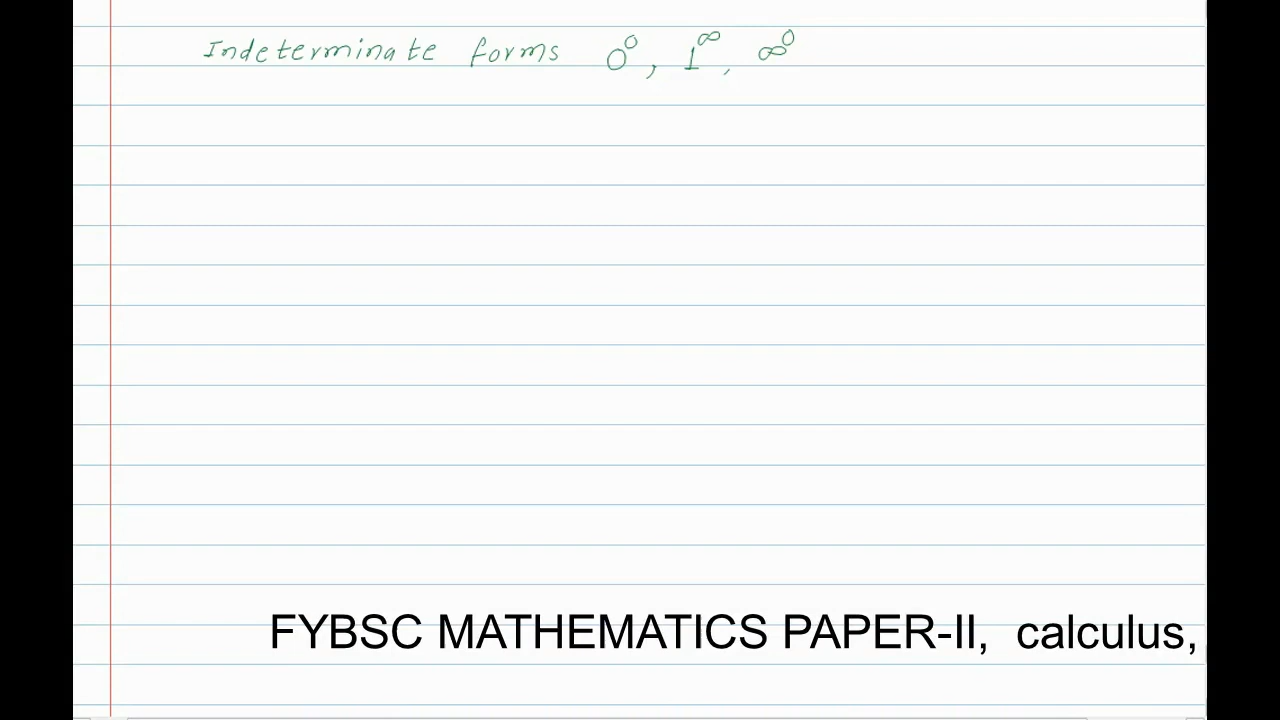 Indeterminate forms 0⁰, 1^∞, ∞⁰
FYBSC MATHEMATICS PAPER-II, calculus,